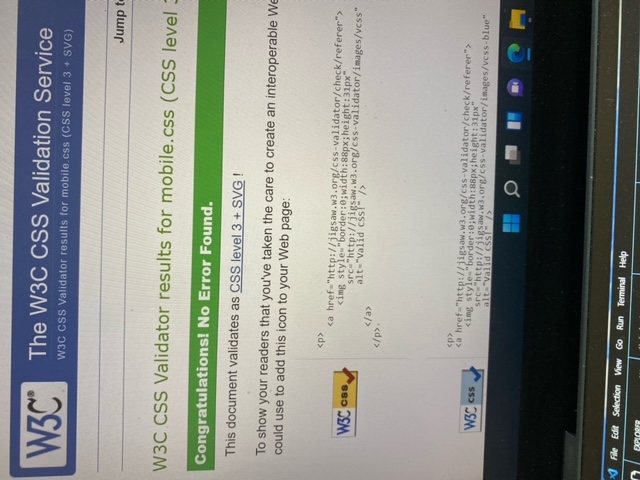 W3C®
The W3C CSS Validation Service
W3C CSS Validator results for mobile.css (CSS level 3 + SVG)
Jump
W3C CSS Validator results for mobile.css (CSS level
Congratulations! No Error Found.
This document validates as CSS level 3 + SVG !
To show your readers that you've taken the care to create an interoperable We
could use to add this icon to your Web page:
W3C css
<p>
<a href="http://jigsaw.w3.org/css-validator/check/referer">
<img style="border:0;width:88px;height:31px"
src="http://jigsaw.w3.org/css-validator/images/vcss"
alt="Valid CSS!" />
</a>
</p>
W3C css
<p>
<a href="http://jigsaw.w3.org/css-validator/check/referer">
<img style="border:0;width:88px;height:31px"
src="http://jigsaw.w3.org/css-validator/images/vcss-blue"
alt="Valid CSS!" />
File Edit Selection View Go Run Terminal Help
EXPLORER